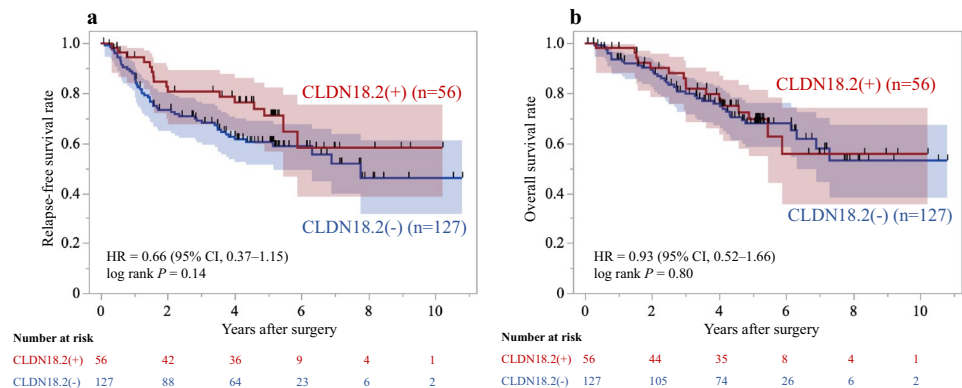 a
Relapse-free survival rate
1.0
0.8
0.6
0.4
0.2
0
CLDN18.2(+) (n=56)
CLDN18.2(-) (n=127)
HR = 0.66 (95% CI, 0.37–1.15)
log rank P = 0.14
0 2 4 6 8 10
Years after surgery
Number at risk
CLDN18.2(+) 56 42 36 9 4 1
CLDN18.2(-) 127 88 64 23 6 2
b
Overall survival rate
1.0
0.8
0.6
0.4
0.2
0
CLDN18.2(+) (n=56)
CLDN18.2(-) (n=127)
HR = 0.93 (95% CI, 0.52–1.66)
log rank P = 0.80
0 2 4 6 8 10
Years after surgery
Number at risk
CLDN18.2(+) 56 44 35 8 4 1
CLDN18.2(-) 127 105 74 26 6 2